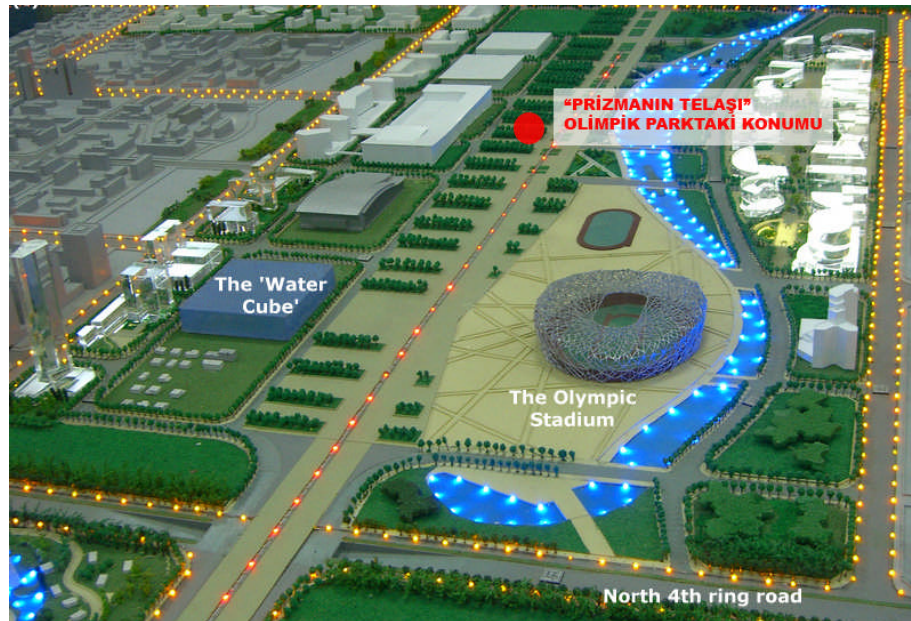 “PRİZMANIN TELAŞI”
OLİMPİK PARKTAKİ KONUMU
The 'Water
Cube'
The Olympic
Stadium
North 4th ring road